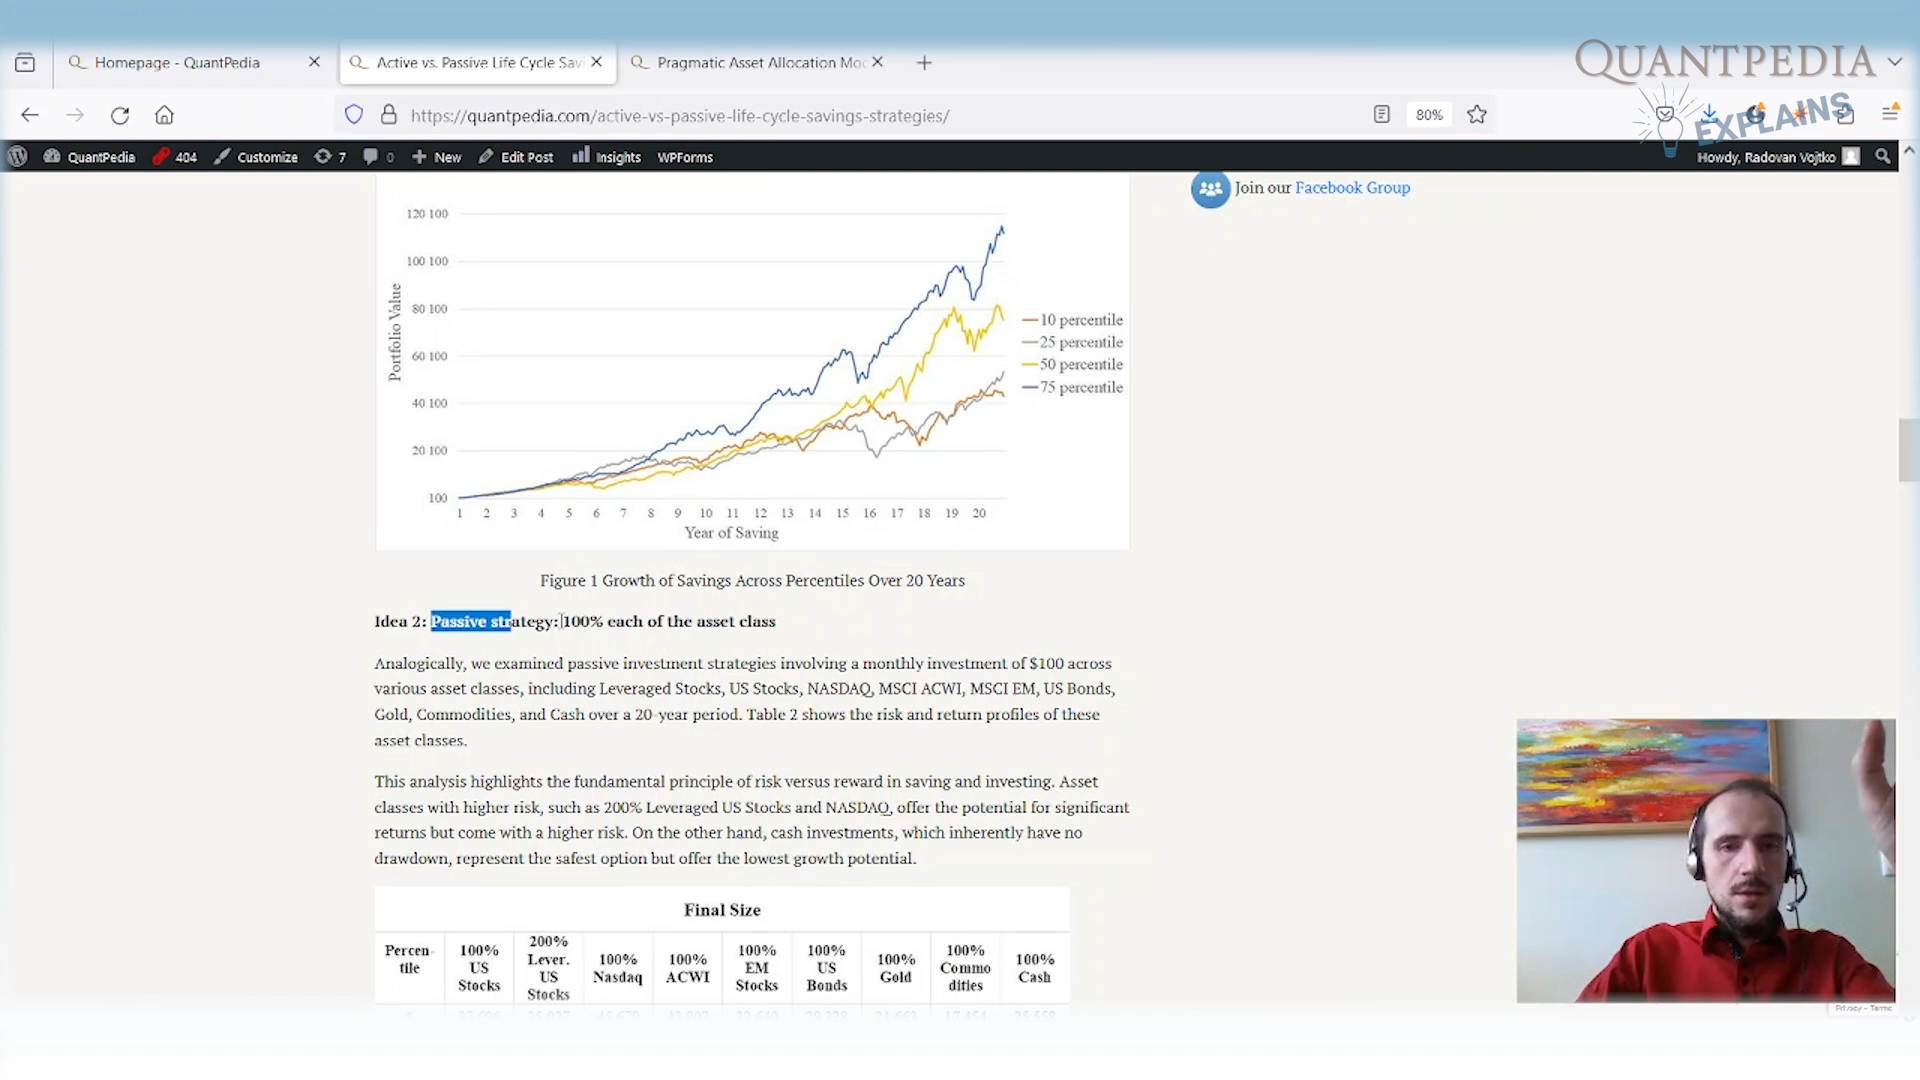 QUANTPEDIA
EXPLAINS
Homepage - QuantPedia
Active vs. Passive Life Cycle Savi
Pragmatic Asset Allocation Mod
https://quantpedia.com/active-vs-passive-life-cycle-savings-strategies/
80%
QuantPedia
404
Customize
7
0
New
Edit Post
Insights
WPForms
Howdy, Radovan Vojtko
Join our Facebook Group
120 100
100 100
80 100
60 100
40 100
20 100
100
Portfolio Value
1 2 3 4 5 6 7 8 9 10 11 12 13 14 15 16 17 18 19 20
Year of Saving
10 percentile
25 percentile
50 percentile
75 percentile
Figure 1 Growth of Savings Across Percentiles Over 20 Years
Idea 2: Passive strategy: 100% each of the asset class
Analogically, we examined passive investment strategies involving a monthly investment of $100 across
various asset classes, including Leveraged Stocks, US Stocks, NASDAQ, MSCI ACWI, MSCI EM, US Bonds,
Gold, Commodities, and Cash over a 20-year period. Table 2 shows the risk and return profiles of these
asset classes.
This analysis highlights the fundamental principle of risk versus reward in saving and investing. Asset
classes with higher risk, such as 200% Leveraged US Stocks and NASDAQ, offer the potential for significant
returns but come with a higher risk. On the other hand, cash investments, which inherently have no
drawdown, represent the safest option but offer the lowest growth potential.
Final Size
Percen-
tile
100%
US
Stocks
200%
Lever.
US
Stocks
100%
Nasdaq
100%
ACWI
100%
EM
Stocks
100%
US
Bonds
100%
Gold
100%
Commo
dities
100%
Cash
Privacy - Terms